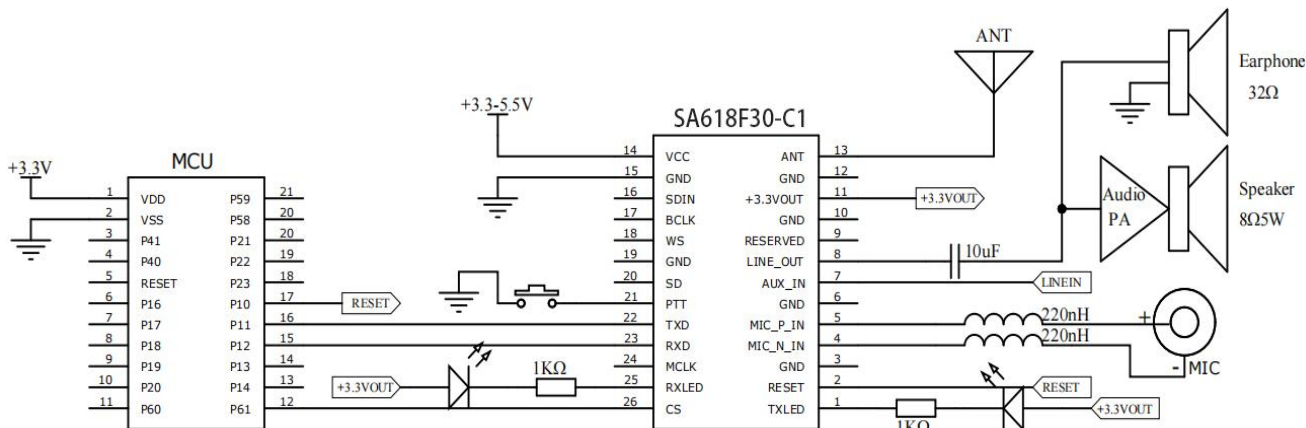 ANT
Earphone
32Ω
+3.3-5.5V
SA618F30-C1
MCU
+3.3V
14 VCC ANT 13
15 GND GND 12
16 SDIN +3.3VOUT 11 +3.3VOUT
17 BCLK GND 10
18 WS RESERVED 9
19 GND LINE_OUT 8 10uF
20 SD AUX_IN 7 LINEIN
21 PTT GND 6
22 TXD MIC_P_IN 5 220nH +
23 RXD MIC_N_IN 4 220nH
24 MCLK GND 3 - MIC
25 RXLED RESET 2 RESET
26 CS TXLED 1 1KΩ +3.3VOUT
Audio
PA
Speaker
8Ω5W
1 VDD P59 21
2 VSS P58 20
3 P41 P21 20
4 P40 P22 19
5 RESET P23 18
6 P16 P10 17 RESET
7 P17 P11 16
8 P18 P12 15
9 P19 P13 14
10 P20 P14 13
11 P60 P61 12
+3.3VOUT 1KΩ